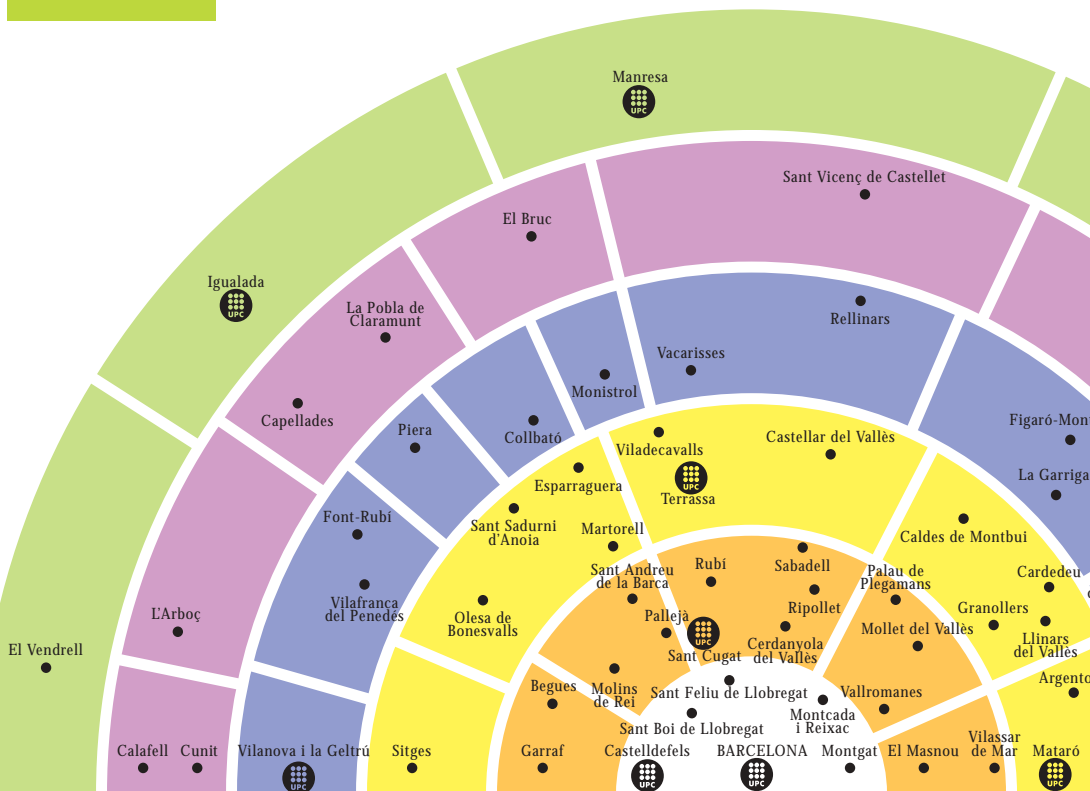 Manresa
UPC
Sant Vicenç de Castellet
El Bruc
Igualada
UPC
La Pobla de
Claramunt
Rellinars
Vacarisses
Monistrol
Capellades
Figaró-Mon
Piera
Collbató
Castellar del Vallès
Viladecavalls
UPC
Terrassa
La Garriga
Esparraguera
Font-Rubí
Sant Sadurni
d'Anoia
Martorell
Caldes de Montbui
Sant Andreu
de la Barca
Rubí
Sabadell
Palau de
Plegamans
Cardedeu
Vilafranca
del Penedés
L'Arboç
Olesa de
Bonesvalls
Pallejà
Ripollet
Granollers
UPC
Sant Cugat
Cerdanyola
del Vallès
Mollet del Vallès
Llinars
del Vallès
El Vendrell
Begues
Molins
de Rei
Sant Feliu de Llobregat
Vallromanes
Argento
Sant Boi de Llobregat
Montcada
i Reixac
Vilassar
de Mar
Calafell
Cunit
Vilanova i la Geltrú
UPC
Sitges
Garraf
Castelldefels
UPC
BARCELONA
UPC
Montgat
El Masnou
Mataró
UPC